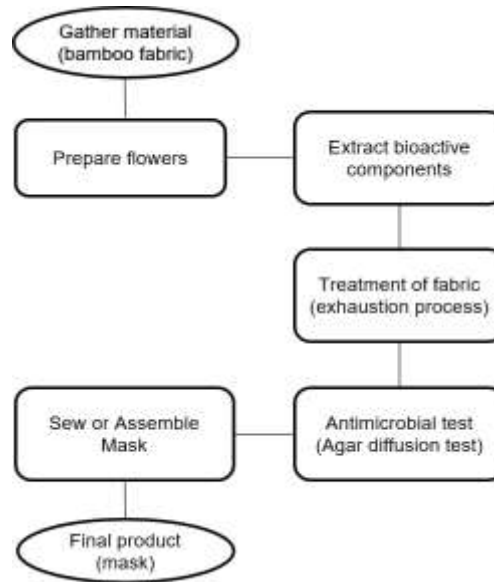 Gather material
(bamboo fabric)
Prepare flowers
Extract bioactive
components
Treatment of fabric
(exhaustion process)
Antimicrobial test
(Agar diffusion test)
Sew or Assemble
Mask
Final product
(mask)